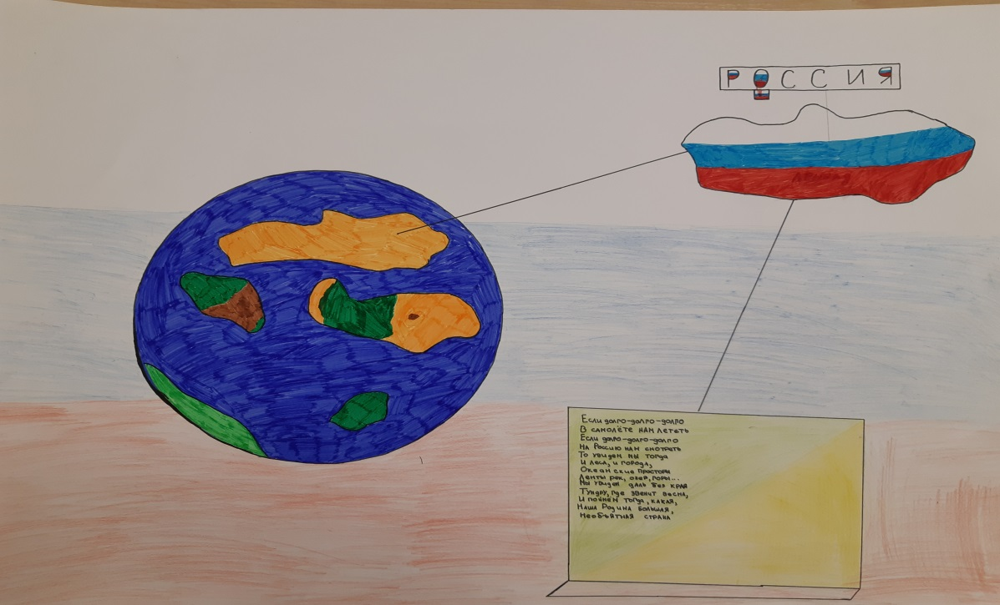 РОССИЯ
Если долго-долго-долго
В самолёте нам лететь
Если долго-долго-долго
На Россию нам смотреть
То увидим мы тогда
И леса, и города,
Океанские просторы
Ленты рек, озер, горы...
Мы увидим даль без края
Тундру, где звенит весна,
И поймём тогда, какая,
Наша Родина большая,
Необъятная страна